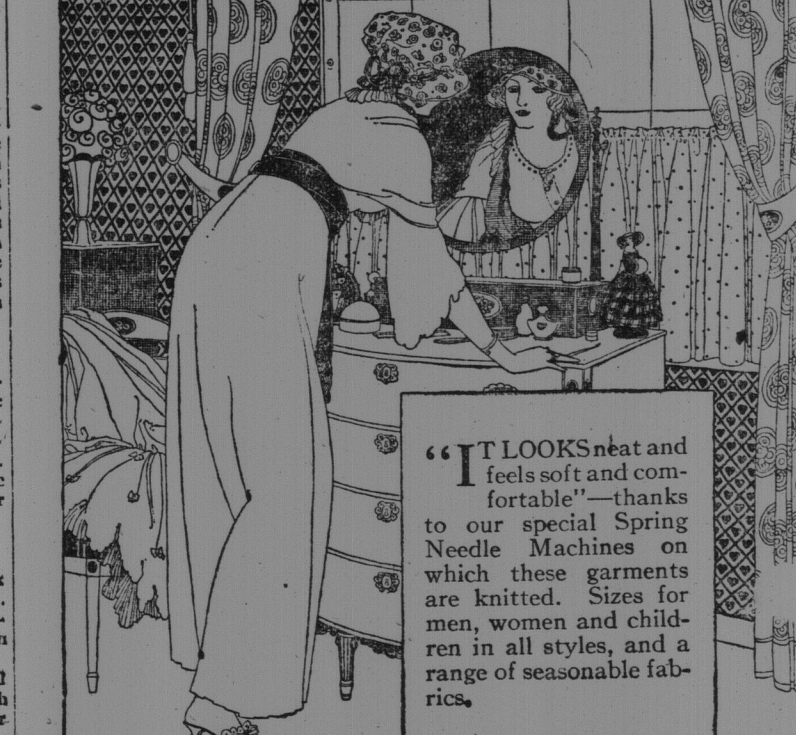 “IT LOOKS neat and
feels soft and com-
fortable”—thanks
to our special Spring
Needle Machines on
which these garments
are knitted. Sizes for
men, women and child-
ren in all styles, and a
range of seasonable fab-
rics.